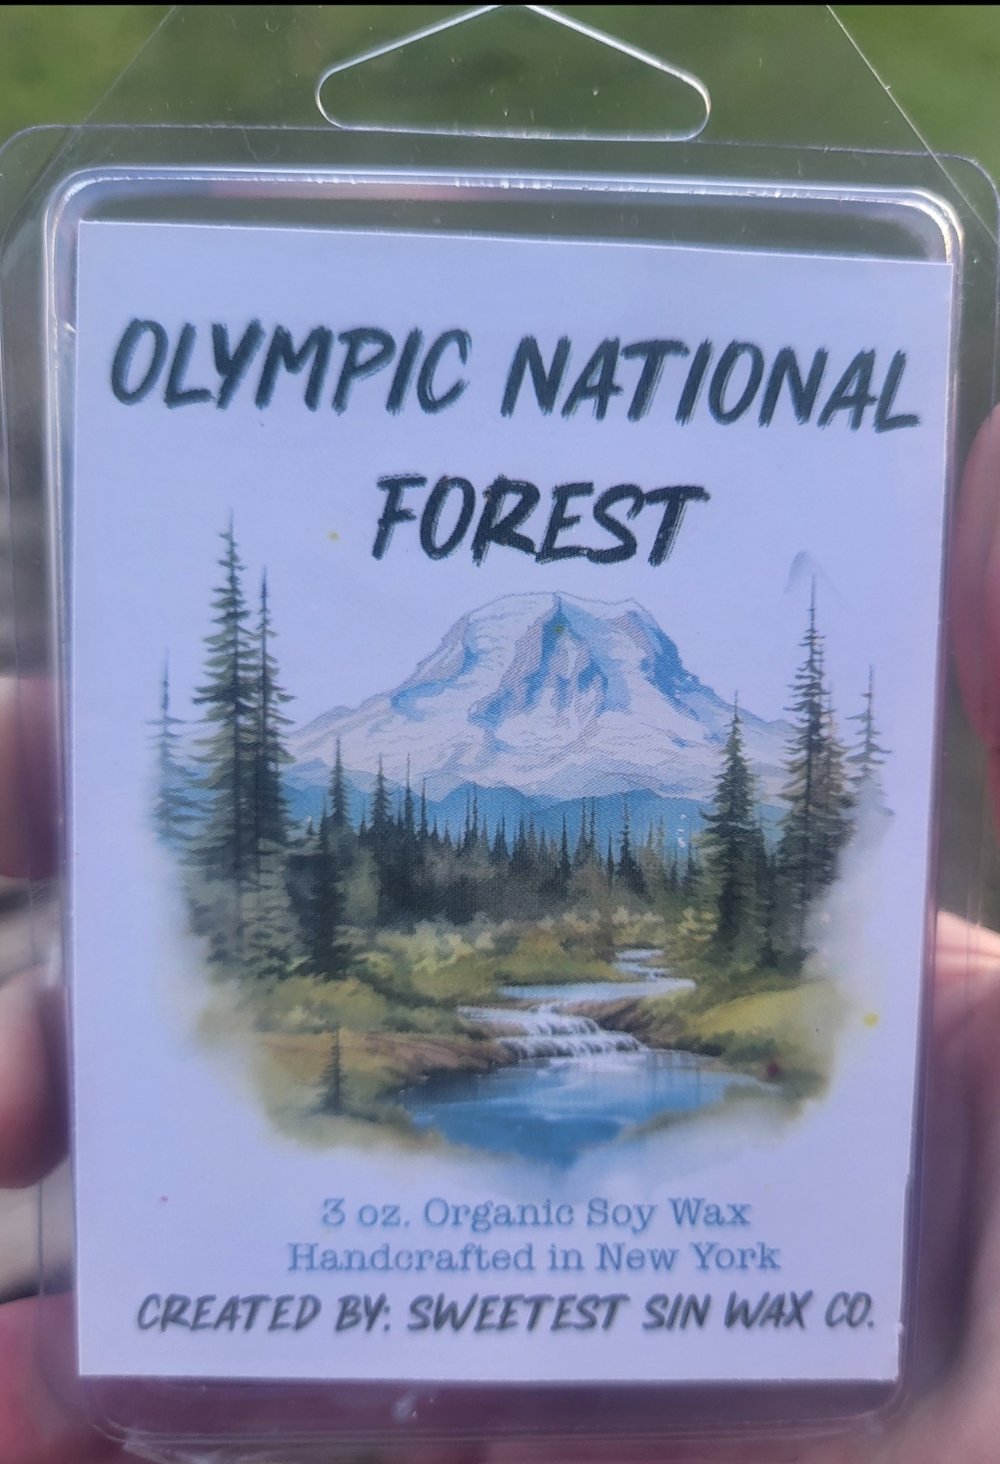 OLYMPIC NATIONAL
FOREST
3 oz. Organic Soy Wax
Handcrafted in New York
CREATED BY: SWEETEST SIN WAX CO.